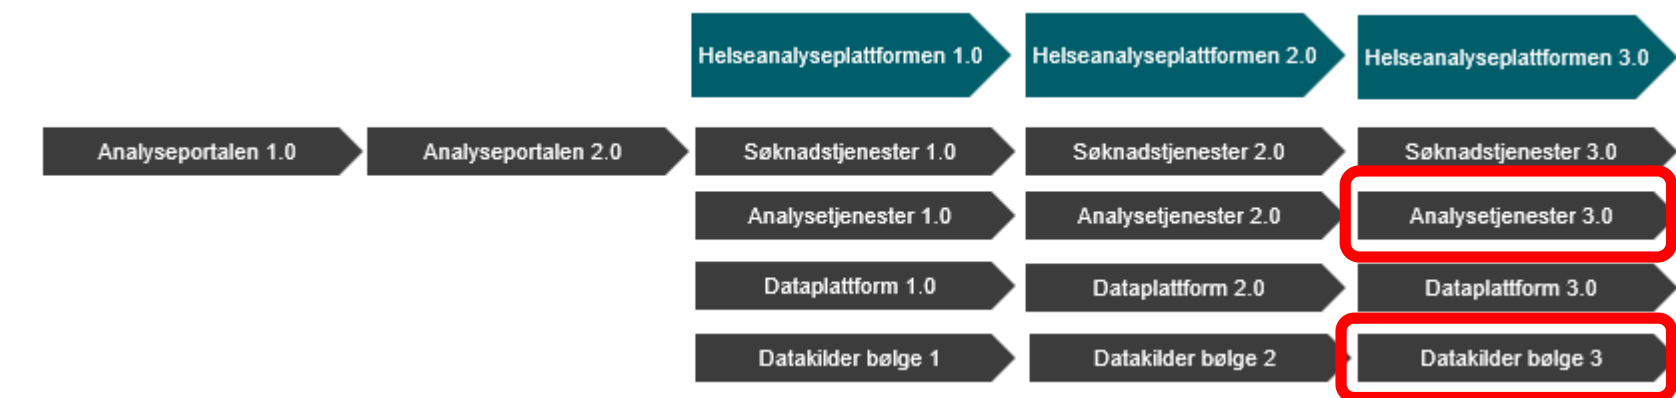 Helseanalyseplattformen 1.0
Helseanalyseplattformen 2.0
Helseanalyseplattformen 3.0
Analyseportalen 1.0
Analyseportalen 2.0
Søknadstjenester 1.0
Søknadstjenester 2.0
Søknadstjenester 3.0
Analysetjenester 1.0
Analysetjenester 2.0
Analysetjenester 3.0
Dataplattform 1.0
Dataplattform 2.0
Dataplattform 3.0
Datakilder bølge 1
Datakilder bølge 2
Datakilder bølge 3